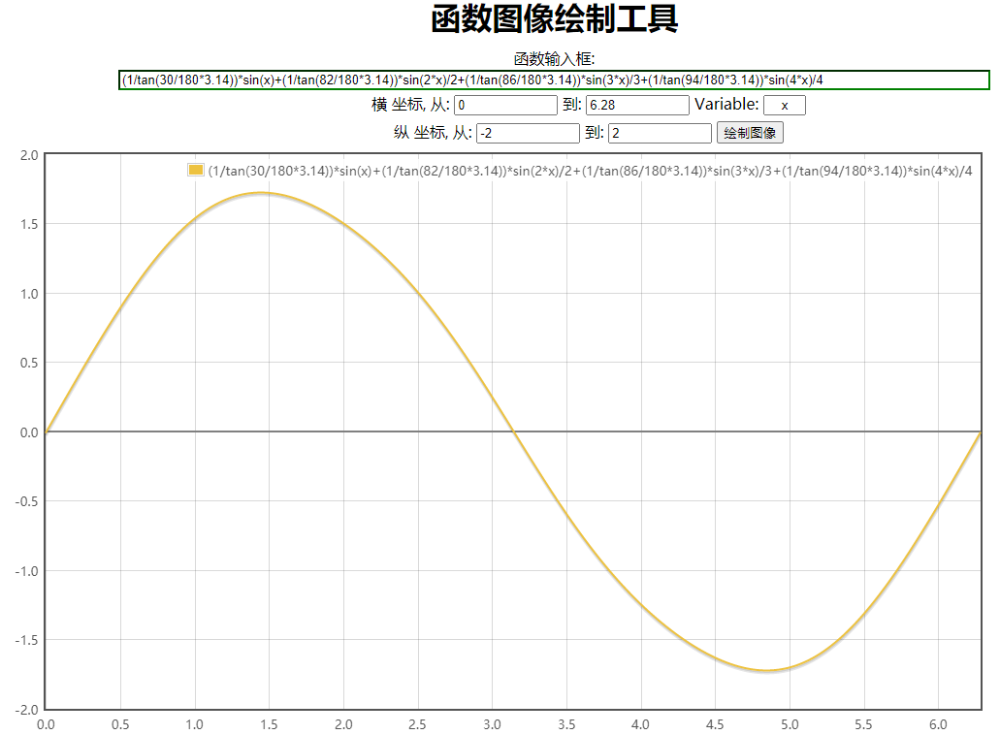 函数图像绘制工具
函数输入框:
(1/tan(30/180*3.14))*sin(x)+(1/tan(82/180*3.14))*sin(2*x)/2+(1/tan(86/180*3.14))*sin(3*x)/3+(1/tan(94/180*3.14))*sin(4*x)/4
横 坐标, 从: 0 到: 6.28 Variable: x
纵 坐标, 从: -2 到: 2 绘制图像
(1/tan(30/180*3.14))*sin(x)+(1/tan(82/180*3.14))*sin(2*x)/2+(1/tan(86/180*3.14))*sin(3*x)/3+(1/tan(94/180*3.14))*sin(4*x)/4
2.0
1.5
1.0
0.5
0.0
-0.5
-1.0
-1.5
-2.0
0.0 0.5 1.0 1.5 2.0 2.5 3.0 3.5 4.0 4.5 5.0 5.5 6.0